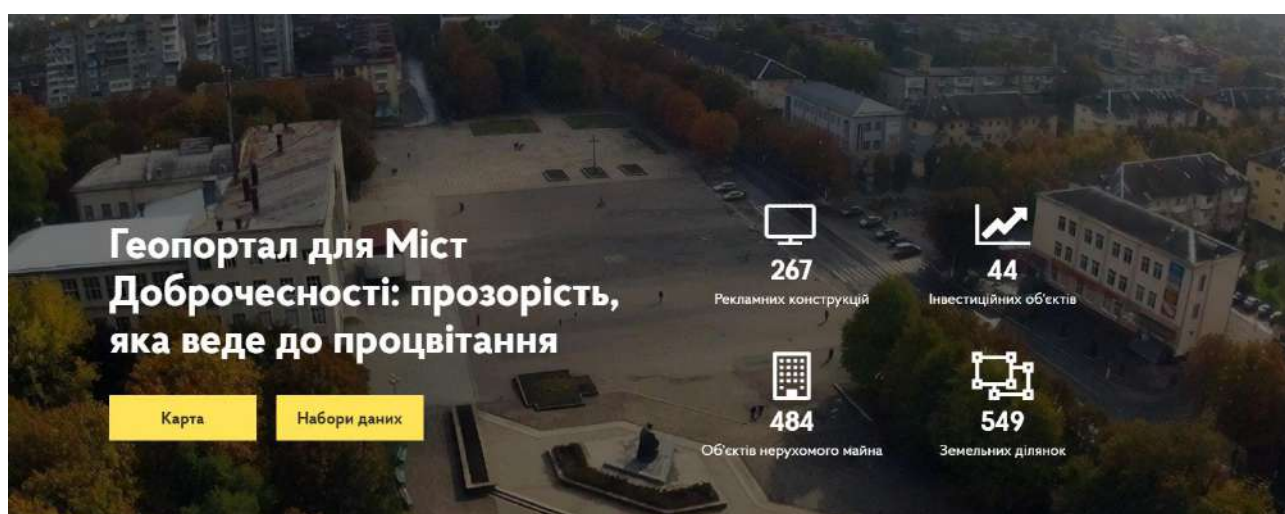 Геопортал для Міст
Доброчесності: прозорість,
яка веде до процвітання
Карта
Набори даних
267
Рекламних конструкцій
44
Інвестиційних об'єктів
484
Об'єктів нерухомого майна
549
Земельних ділянок